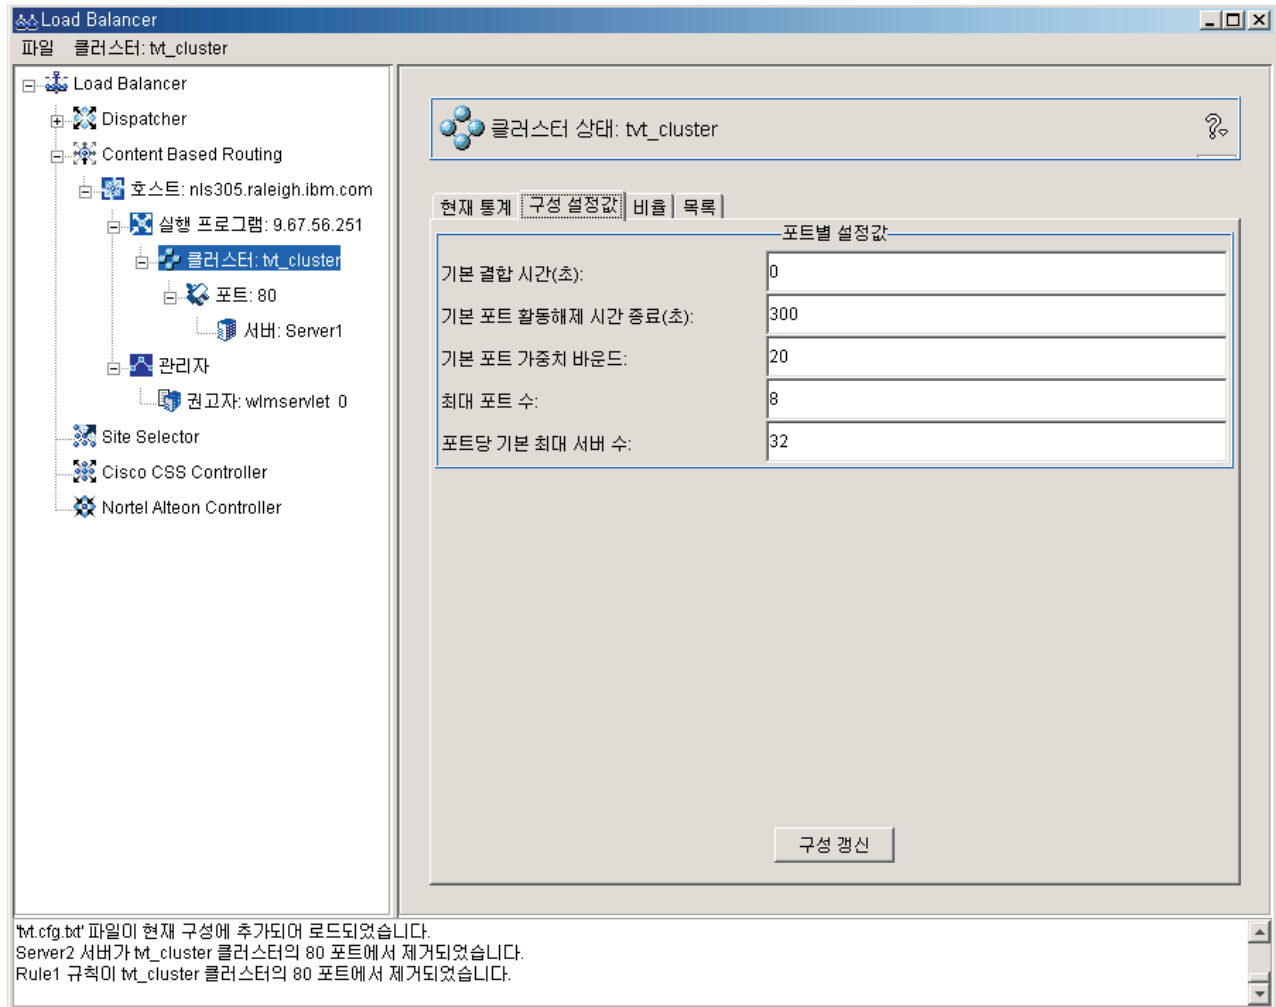 Load Balancer
파일 클러스터: tvt_cluster
Load Balancer
Dispatcher
Content Based Routing
호스트: nls305.raleigh.ibm.com
실행 프로그램: 9.67.56.251
클러스터: tvt_cluster
포트: 80
서버: Server1
관리자
권고자: wlmservlet 0
Site Selector
Cisco CSS Controller
Nortel Alteon Controller
클러스터 상태: tvt_cluster
현재 통계 구성 설정값 비율 목록
포트별 설정값
기본 결합 시간(초): 0
기본 포트 활동해제 시간 종료(초): 300
기본 포트 가중치 바운드: 20
최대 포트 수: 8
포트당 기본 최대 서버 수: 32
구성 갱신
'tvt.cfg.txt' 파일이 현재 구성에 추가되어 로드되었습니다.
Server2 서버가 tvt_cluster 클러스터의 80 포트에서 제거되었습니다.
Rule1 규칙이 tvt_cluster 클러스터의 80 포트에서 제거되었습니다.